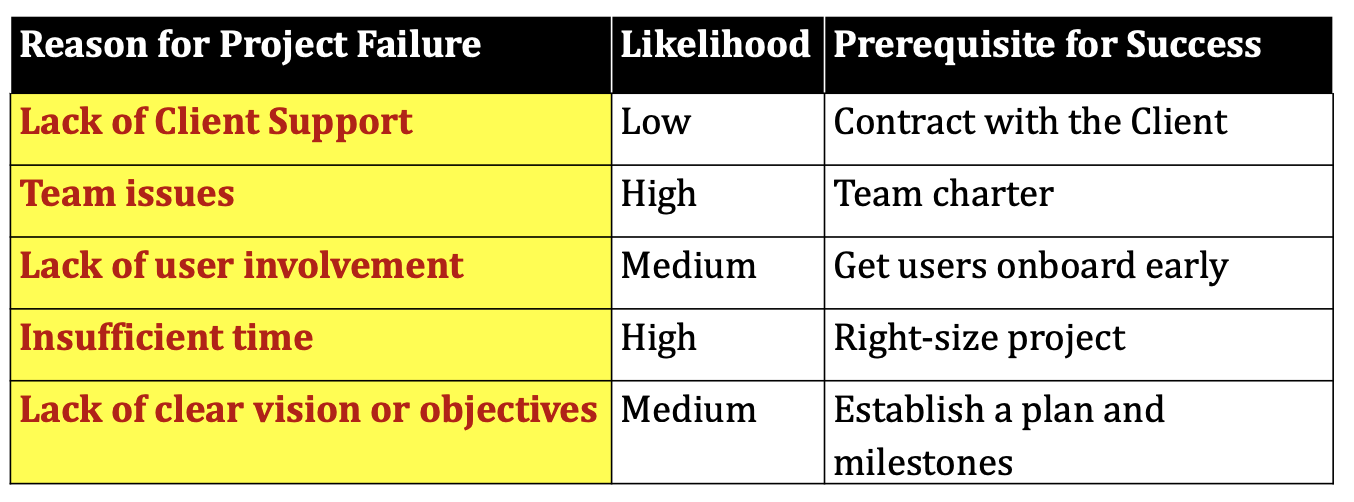 Reason for Project Failure Likelihood Prerequisite for Success
Lack of Client Support Low Contract with the Client
Team issues High Team charter
Lack of user involvement Medium Get users onboard early
Insufficient time High Right-size project
Lack of clear vision or objectives Medium Establish a plan and
milestones